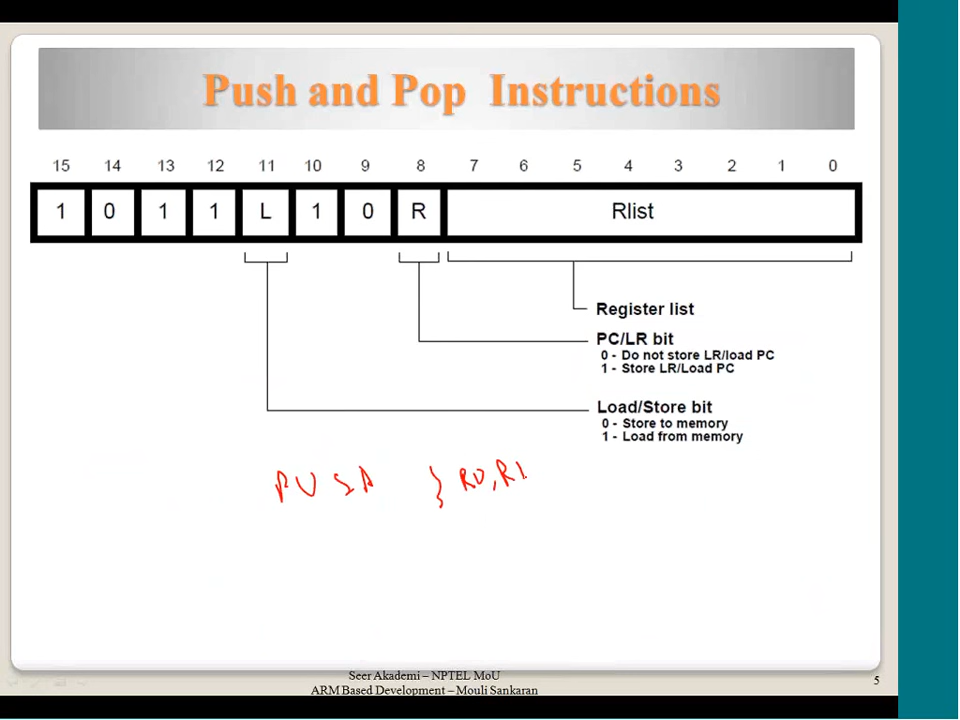 Push and Pop Instructions
15 14 13 12 11 10 9 8 7 6 5 4 3 2 1 0
1 0 1 1 L 1 0 R Rlist
Register list
PC/LR bit
0 - Do not store LR/load PC
1 - Store LR/Load PC
Load/Store bit
0 - Store to memory
1 - Load from memory
PUSH } R0, R1
Seer Akademi – NPTEL MoU
ARM Based Development – Mouli Sankaran
5